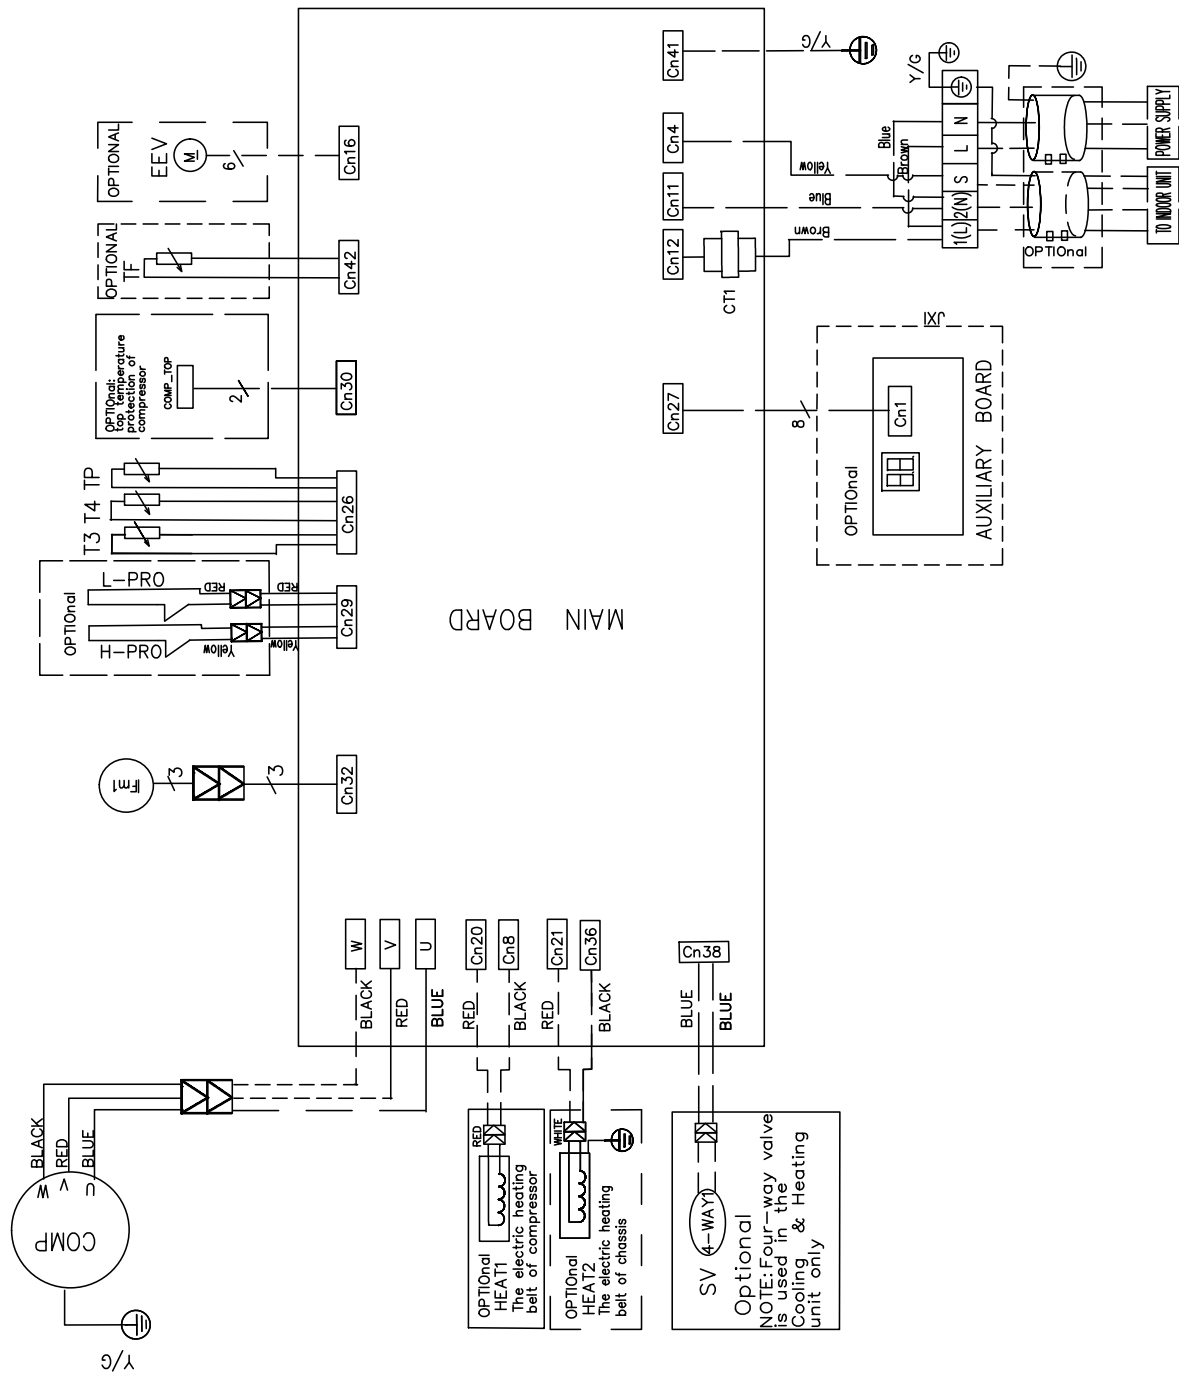 MAIN BOARD
Cn41
Y/G
Cn4
Yellow
Cn11
Blue
Cn12
Brown
CT1
Cn27
8
JX1
Cn1
OPTIOnal
AUXILIARY BOARD
Y/G
Blue
Brown
N
L
S
2(N)
1(L)
OPTIOnal
POWER SUPPLY
TO INDOOR UNIT
OPTIONAL
EEV
M
6
Cn16
OPTIONAL
TF
Cn42
OPTIOnal:
top temperature
protection of
compressor
COMP_TOP
2
Cn30
TP
T4
T3
Cn26
OPTIOnal
L-PRO
RED
RED
H-PRO
Yellow
Yellow
Cn29
Fm1
3
3
Cn32
W
V
U
BLACK
RED
BLUE
BLACK
RED
BLUE
W
V
U
COMP
Y/G
Cn20
Cn8
RED
BLACK
RED
OPTIOnal
HEAT1
The electric heating
belt of compressor
Cn21
Cn36
RED
BLACK
WHITE
OPTIOnal
HEAT2
The electric heating
belt of chassis
Cn38
BLUE
BLUE
SV
4-WAY1
Optional
NOTE:Four-way valve
is used in the
Cooling & Heating
unit only